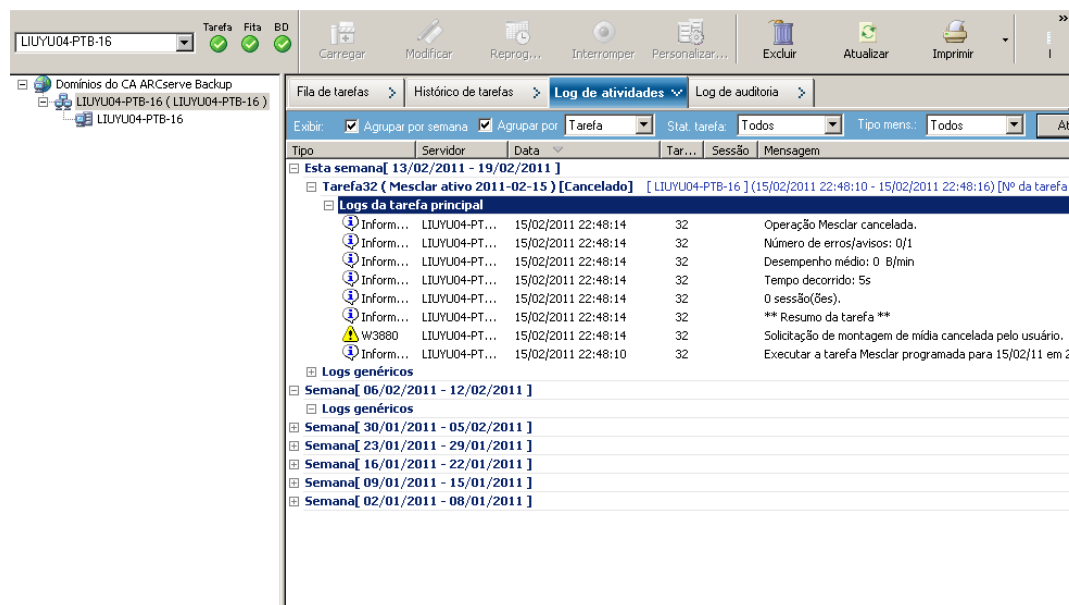 Tarefa Fita BD
LIUYU04-PTB-16
Carregar Modificar Reprog... Interromper Personalizar... Excluir Atualizar Imprimir I
Domínios do CA ARCserve Backup
LIUYU04-PTB-16 ( LIUYU04-PTB-16 )
LIUYU04-PTB-16
Fila de tarefas Histórico de tarefas Log de atividades Log de auditoria
Exibir: Agrupar por semana Agrupar por Tarefa Stat. tarefa: Todos Tipo mens.: Todos At
Tipo Servidor Data Tar... Sessão Mensagem
Esta semana[ 13/02/2011 - 19/02/2011 ]
Tarefa32 ( Mesclar ativo 2011-02-15 ) [Cancelado] [ LIUYU04-PTB-16 ] (15/02/2011 22:48:10 - 15/02/2011 22:48:16) [Nº da tarefa
Logs da tarefa principal
Inform... LIUYU04-PT... 15/02/2011 22:48:14 32 Operação Mesclar cancelada.
Inform... LIUYU04-PT... 15/02/2011 22:48:14 32 Número de erros/avisos: 0/1
Inform... LIUYU04-PT... 15/02/2011 22:48:14 32 Desempenho médio: 0 B/min
Inform... LIUYU04-PT... 15/02/2011 22:48:14 32 Tempo decorrido: 5s
Inform... LIUYU04-PT... 15/02/2011 22:48:14 32 0 sessão(ões).
Inform... LIUYU04-PT... 15/02/2011 22:48:14 32 ** Resumo da tarefa **
W3880 LIUYU04-PT... 15/02/2011 22:48:14 32 Solicitação de montagem de mídia cancelada pelo usuário.
Inform... LIUYU04-PT... 15/02/2011 22:48:10 32 Executar a tarefa Mesclar programada para 15/02/11 em 2
Logs genéricos
Semana[ 06/02/2011 - 12/02/2011 ]
Logs genéricos
Semana[ 30/01/2011 - 05/02/2011 ]
Semana[ 23/01/2011 - 29/01/2011 ]
Semana[ 16/01/2011 - 22/01/2011 ]
Semana[ 09/01/2011 - 15/01/2011 ]
Semana[ 02/01/2011 - 08/01/2011 ]